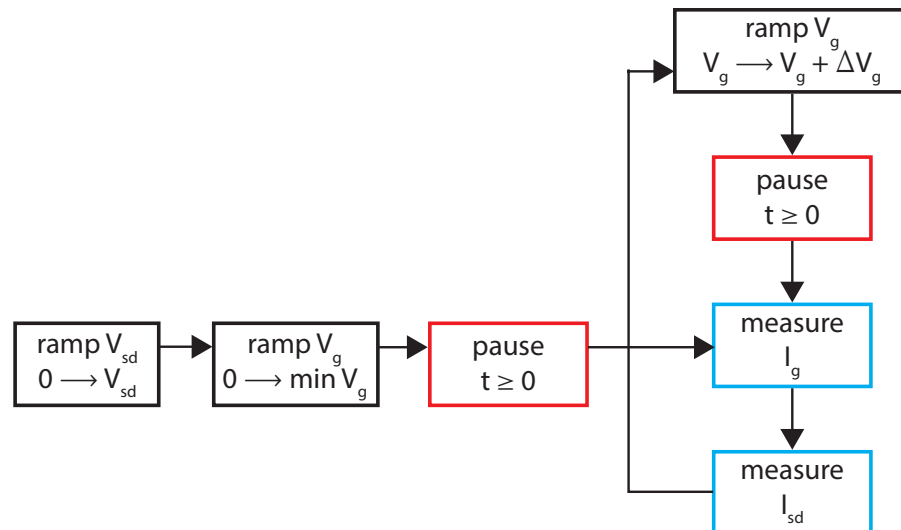 ramp V_g
V_g ⟶ V_g + ΔV_g
pause
t ≥ 0
measure
I_g
measure
I_sd
ramp V_sd
0 ⟶ V_sd
ramp V_g
0 ⟶ min V_g
pause
t ≥ 0